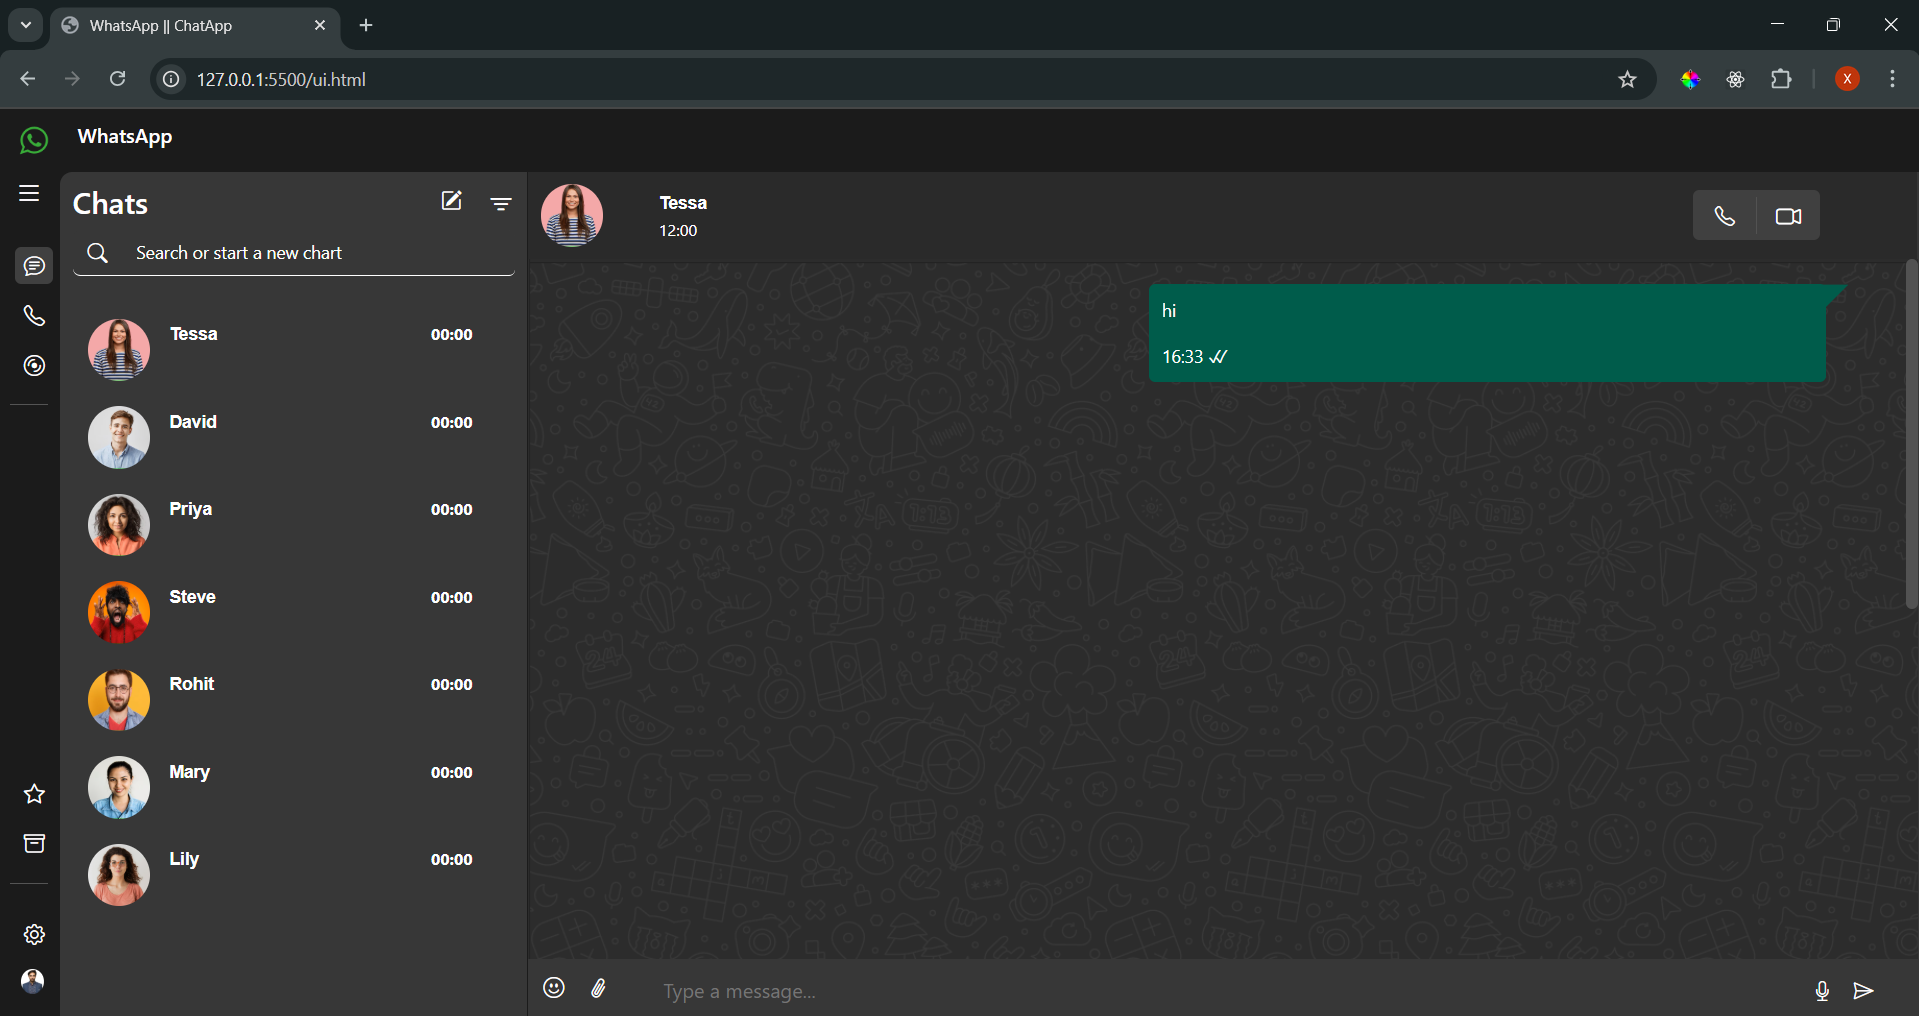 WhatsApp || ChatApp
127.0.0.1:5500/ui.html
X
WhatsApp
Chats
Search or start a new chart
Tessa 00:00
David 00:00
Priya 00:00
Steve 00:00
Rohit 00:00
Mary 00:00
Lily 00:00
Tessa
12:00
hi
16:33
Type a message...